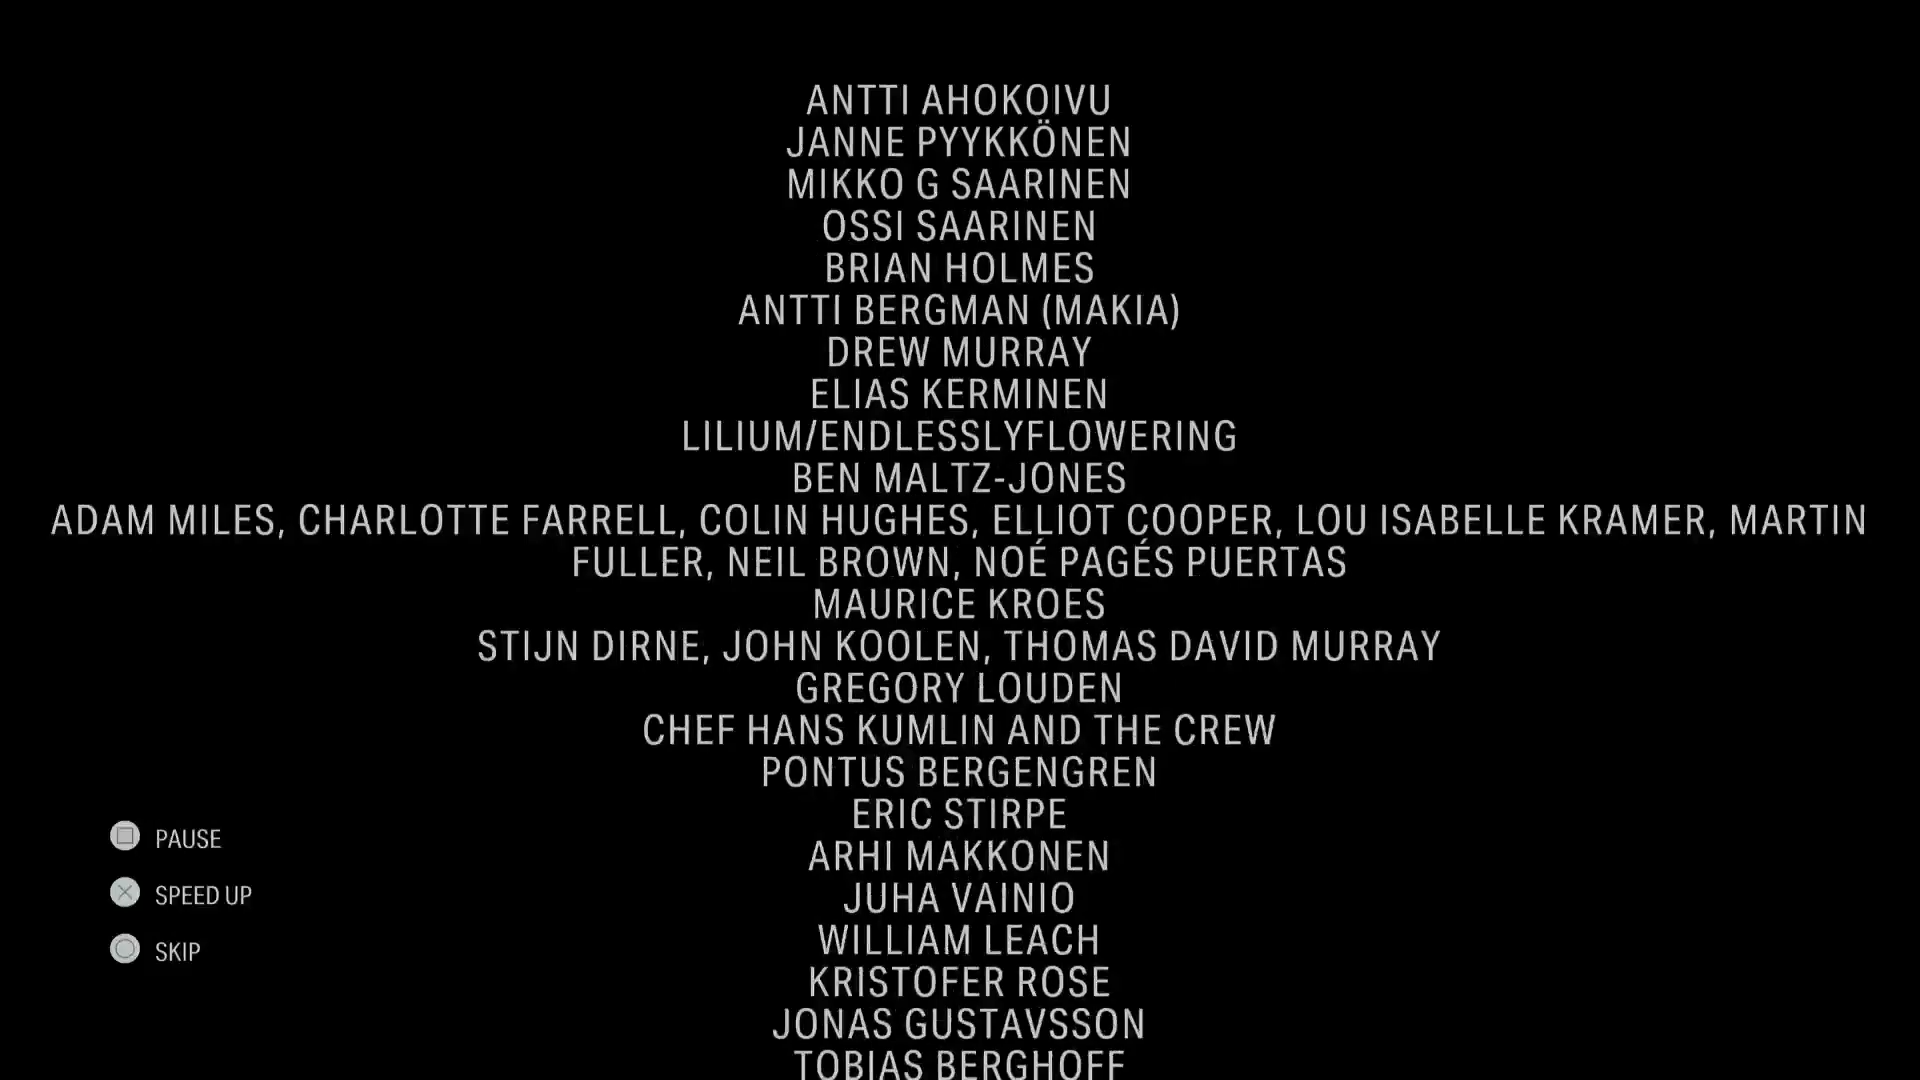 ANTTI AHOKOIVU
JANNE PYYKKÖNEN
MIKKO G SAARINEN
OSSI SAARINEN
BRIAN HOLMES
ANTTI BERGMAN (MAKIA)
DREW MURRAY
ELIAS KERMINEN
LILIUM/ENDLESSLYFLOWERING
BEN MALTZ-JONES
ADAM MILES, CHARLOTTE FARRELL, COLIN HUGHES, ELLIOT COOPER, LOU ISABELLE KRAMER, MARTIN
FULLER, NEIL BROWN, NOÉ PAGÉS PUERTAS
MAURICE KROES
STIJN DIRNE, JOHN KOOLEN, THOMAS DAVID MURRAY
GREGORY LOUDEN
CHEF HANS KUMLIN AND THE CREW
PONTUS BERGENGREN
ERIC STIRPE
ARHI MAKKONEN
JUHA VAINIO
WILLIAM LEACH
KRISTOFER ROSE
JONAS GUSTAVSSON
TOBIAS BERGHOFF
PAUSE
SPEED UP
SKIP